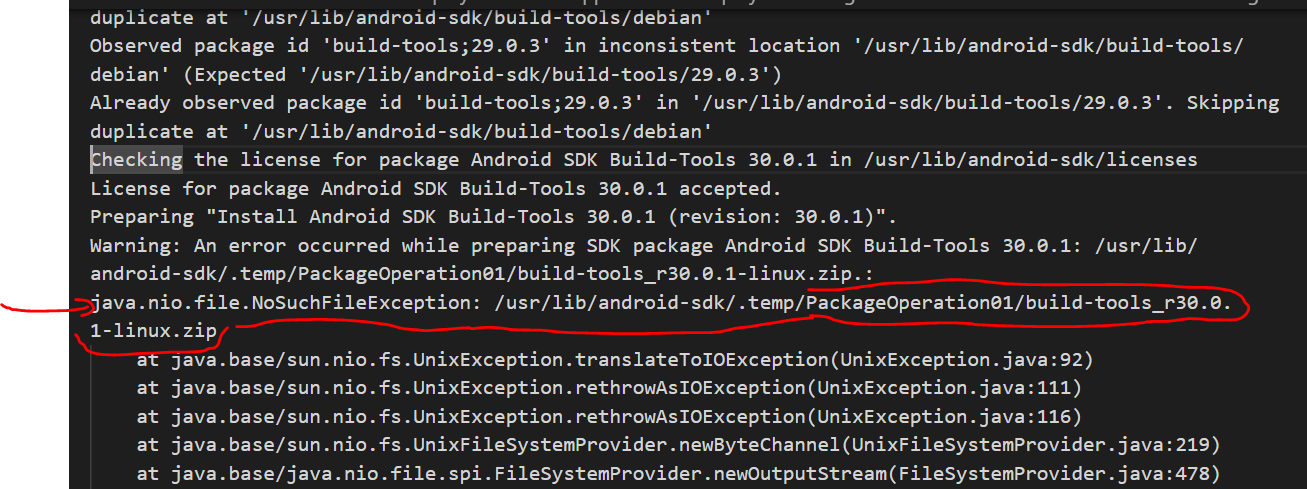 duplicate at '/usr/lib/android-sdk/build-tools/debian'
Observed package id 'build-tools;29.0.3' in inconsistent location '/usr/lib/android-sdk/build-tools/
debian' (Expected '/usr/lib/android-sdk/build-tools/29.0.3')
Already observed package id 'build-tools;29.0.3' in '/usr/lib/android-sdk/build-tools/29.0.3'. Skipping
duplicate at '/usr/lib/android-sdk/build-tools/debian'
Checking the license for package Android SDK Build-Tools 30.0.1 in /usr/lib/android-sdk/licenses
License for package Android SDK Build-Tools 30.0.1 accepted.
Preparing "Install Android SDK Build-Tools 30.0.1 (revision: 30.0.1)".
Warning: An error occurred while preparing SDK package Android SDK Build-Tools 30.0.1: /usr/lib/
android-sdk/.temp/PackageOperation01/build-tools_r30.0.1-linux.zip.:
java.nio.file.NoSuchFileException: /usr/lib/android-sdk/.temp/PackageOperation01/build-tools_r30.0.
1-linux.zip
at java.base/sun.nio.fs.UnixException.translateToIOException(UnixException.java:92)
at java.base/sun.nio.fs.UnixException.rethrowAsIOException(UnixException.java:111)
at java.base/sun.nio.fs.UnixException.rethrowAsIOException(UnixException.java:116)
at java.base/sun.nio.fs.UnixFileSystemProvider.newByteChannel(UnixFileSystemProvider.java:219)
at java.base/java.nio.file.spi.FileSystemProvider.newOutputStream(FileSystemProvider.java:478)